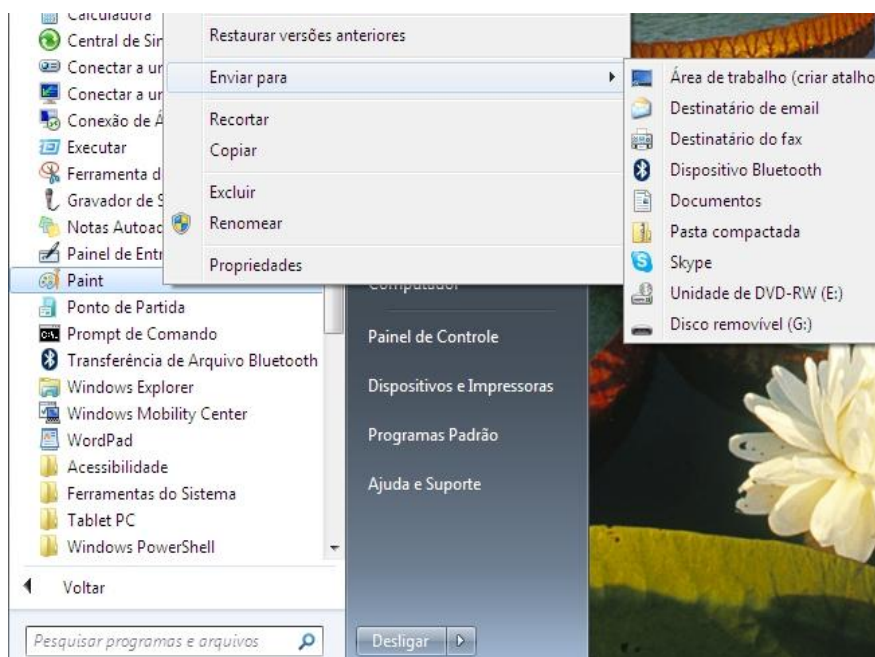 Calculadora
Central de Sin
Conectar a ur
Conectar a ur
Conexão de Á
Executar
Ferramenta d
Gravador de S
Notas Autoad
Painel de Entr
Paint
Ponto de Partida
Prompt de Comando
Transferência de Arquivo Bluetooth
Windows Explorer
Windows Mobility Center
WordPad
Acessibilidade
Ferramentas do Sistema
Tablet PC
Windows PowerShell
Voltar
Pesquisar programas e arquivos
Restaurar versões anteriores
Enviar para
Recortar
Copiar
Excluir
Renomear
Propriedades
Computador
Painel de Controle
Dispositivos e Impressoras
Programas Padrão
Ajuda e Suporte
Desligar
Área de trabalho (criar atalho
Destinatário de email
Destinatário do fax
Dispositivo Bluetooth
Documentos
Pasta compactada
Skype
Unidade de DVD-RW (E:)
Disco removível (G:)